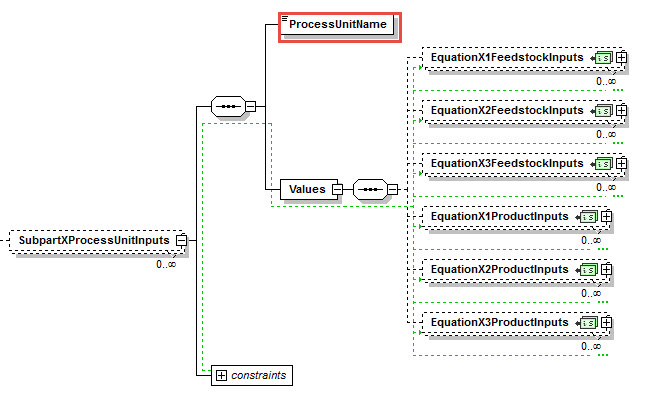 ProcessUnitName
EquationX1FeedstockInputs
0..∞
EquationX2FeedstockInputs
0..∞
EquationX3FeedstockInputs
0..∞
Values
EquationX1ProductInputs
0..∞
SubpartXProcessUnitInputs
0..∞
EquationX2ProductInputs
0..∞
EquationX3ProductInputs
0..∞
constraints